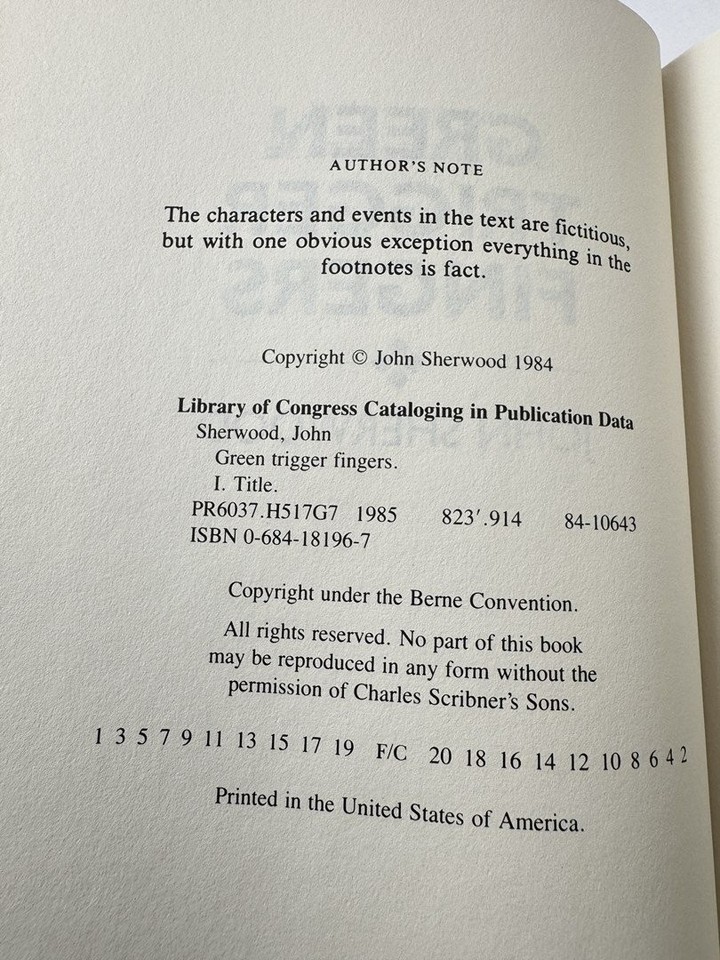 AUTHOR'S NOTE
The characters and events in the text are fictitious,
but with one obvious exception everything in the
footnotes is fact.
Copyright © John Sherwood 1984
Library of Congress Cataloging in Publication Data
Sherwood, John
Green trigger fingers.
I. Title.
PR6037.H517G7 1985 823′.914 84-10643
ISBN 0-684-18196-7
Copyright under the Berne Convention.
All rights reserved. No part of this book
may be reproduced in any form without the
permission of Charles Scribner's Sons.
1 3 5 7 9 11 13 15 17 19 F/C 20 18 16 14 12 10 8 6 4 2
Printed in the United States of America.